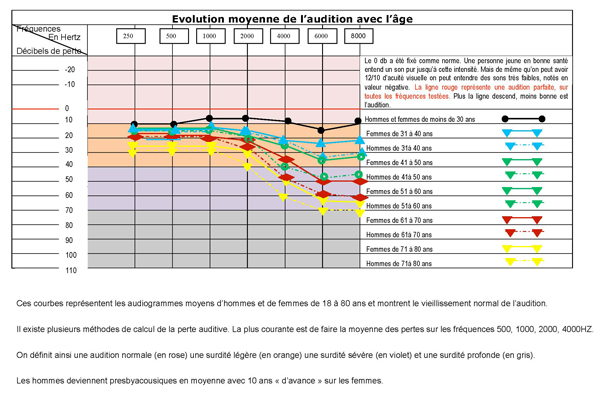 Evolution moyenne de l'audition avec l'âge
Fréquences
En Hertz
Décibels de perte
250 500 1000 2000 4000 6000 8000
-20
-10
0
10
20
30
40
50
60
70
80
90
100
110
Le 0 db a été fixé comme norme. Une personne jeune en bonne santé
entend un son pur jusqu'à cette intensité. Mais de même qu'on peut avoir
12/10 d'acuité visuelle on peut entendre des sons très faibles, notés en
valeur négative. La ligne rouge représente une audition parfaite, sur
toutes les fréquences testées. Plus la ligne descend, moins bonne est
l'audition.
Hommes et femmes de moins de 30 ans
Femmes de 31 à 40 ans
Hommes de 31à 40 ans
Femmes de 41 à 50 ans
Hommes de 41à 50 ans
Femmes de 51 à 60 ans
Hommes de 51à 60 ans
Femmes de 61 à 70 ans
Hommes de 61à 70 ans
Femmes de 71 à 80 ans
Hommes de 71à 80 ans
Ces courbes représentent les audiogrammes moyens d'hommes et de femmes de 18 à 80 ans et montrent le vieillissement normal de l'audition.
Il existe plusieurs méthodes de calcul de la perte auditive. La plus courante est de faire la moyenne des pertes sur les fréquences 500, 1000, 2000, 4000HZ.
On définit ainsi une audition normale (en rose) une surdité légère (en orange) une surdité sévère (en violet) et une surdité profonde (en gris).
Les hommes deviennent presbyacousiques en moyenne avec 10 ans « d'avance » sur les femmes.